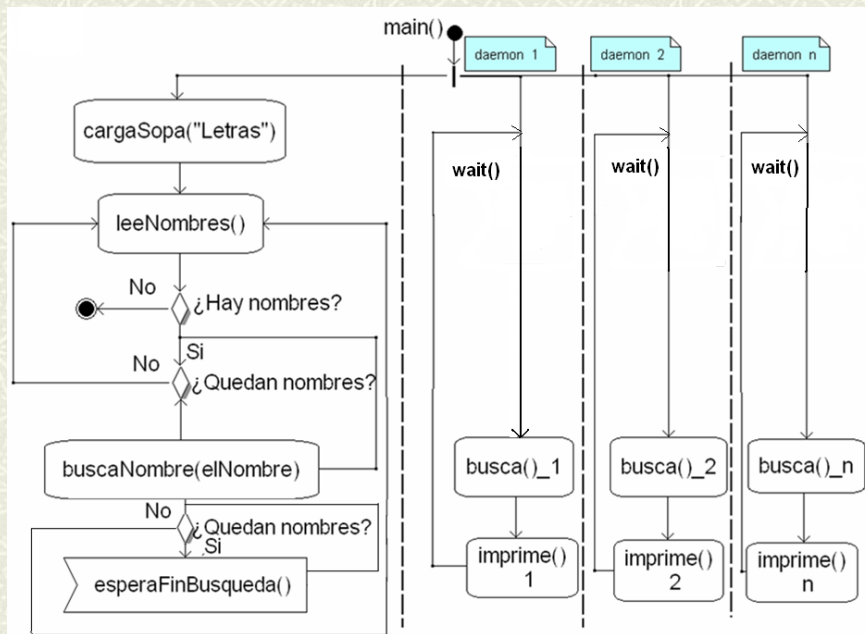 main()
daemon 1
daemon 2
daemon n
cargaSopa("Letras")
leeNombres()
No
¿Hay nombres?
Si
No
¿Quedan nombres?
buscaNombre(elNombre)
No
¿Quedan nombres?
Si
esperaFinBusqueda()
wait()
busca()_1
imprime()
1
wait()
busca()_2
imprime()
2
wait()
busca()_n
imprime()
n